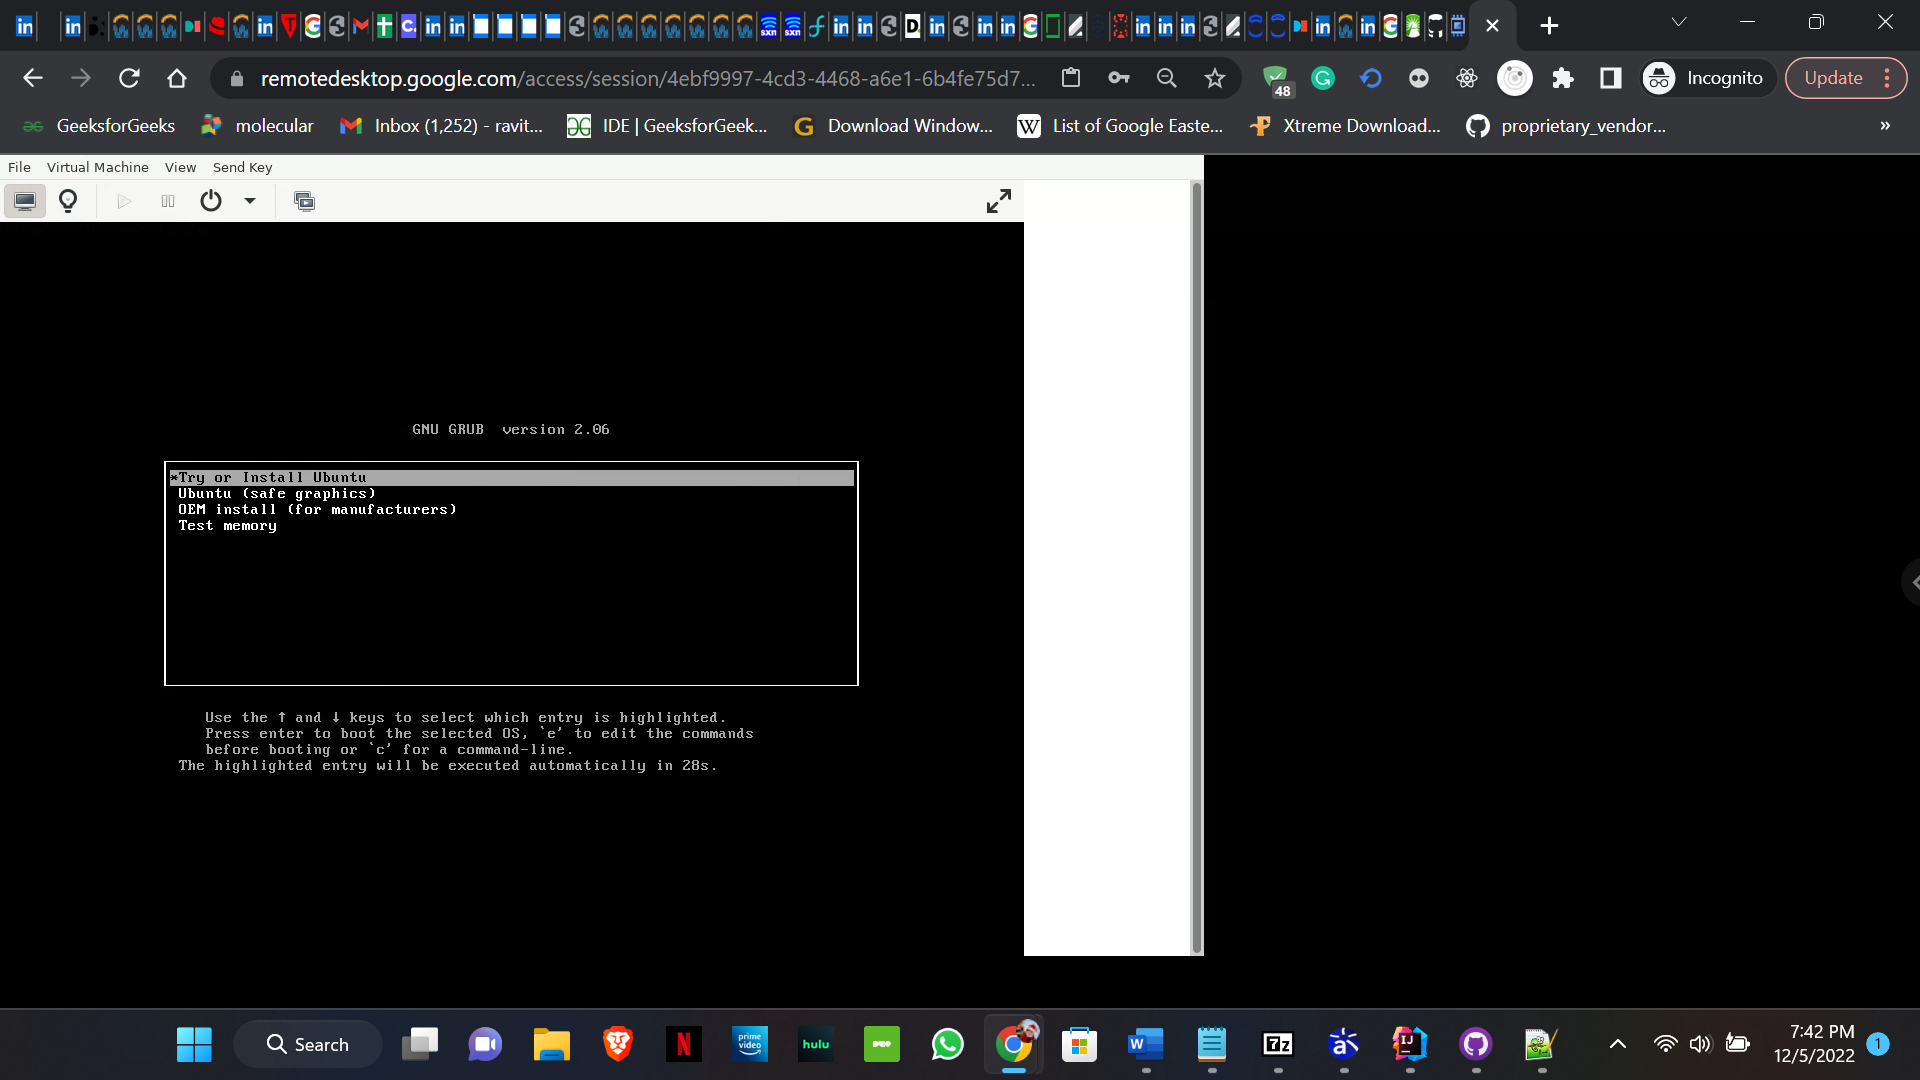 remotedesktop.google.com/access/session/4ebf9997-4cd3-4468-a6e1-6b4fe75d7...
48
Incognito
Update
GeeksforGeeks
molecular
Inbox (1,252) - ravit...
IDE | GeeksforGeek...
Download Window...
List of Google Easte...
Xtreme Download...
proprietary_vendor...
»
File Virtual Machine View Send Key
GNU GRUB version 2.06
*Try or Install Ubuntu
Ubuntu (safe graphics)
OEM install (for manufacturers)
Test memory
Use the ↑ and ↓ keys to select which entry is highlighted.
Press enter to boot the selected OS, `e' to edit the commands
before booting or `c' for a command-line.
The highlighted entry will be executed automatically in 28s.
Search
prime video
hulu
7z
7:42 PM
12/5/2022
1